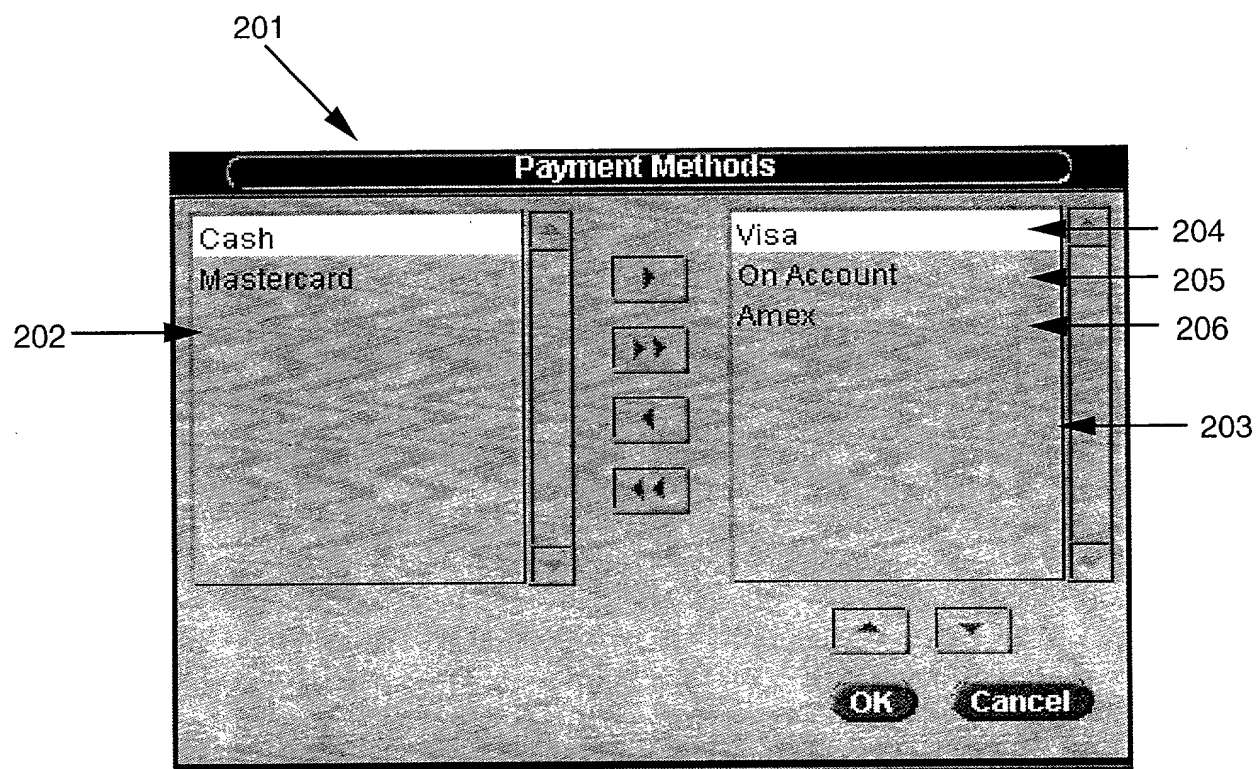 201
Payment Methods
Cash
Mastercard
Visa
On Account
Amex
202
204
205
206
203
OK
Cancel